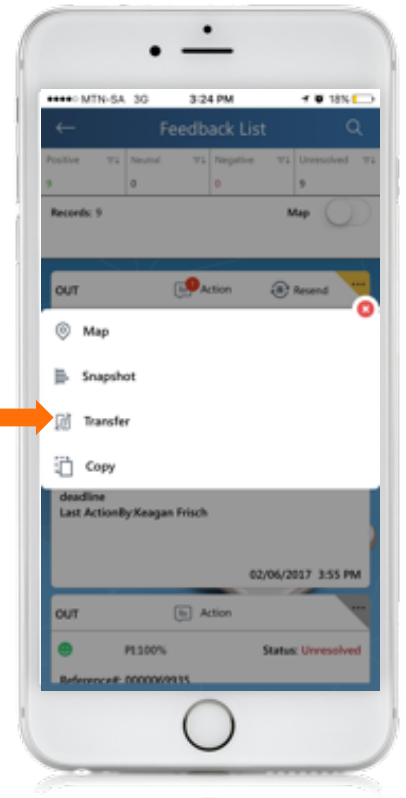 MTN-SA 3G 3:24 PM 18%
Feedback List
Positive Neutral Negative Unresolved
9 0 0 9
Records: 9 Map
OUT 1 Action Resend
Map
Snapshot
Transfer
Copy
deadline
Last ActionBy:Keagan Frisch
02/06/2017 3:55 PM
OUT Action
PI:100% Status: Unresolved
Reference#: 0000069935